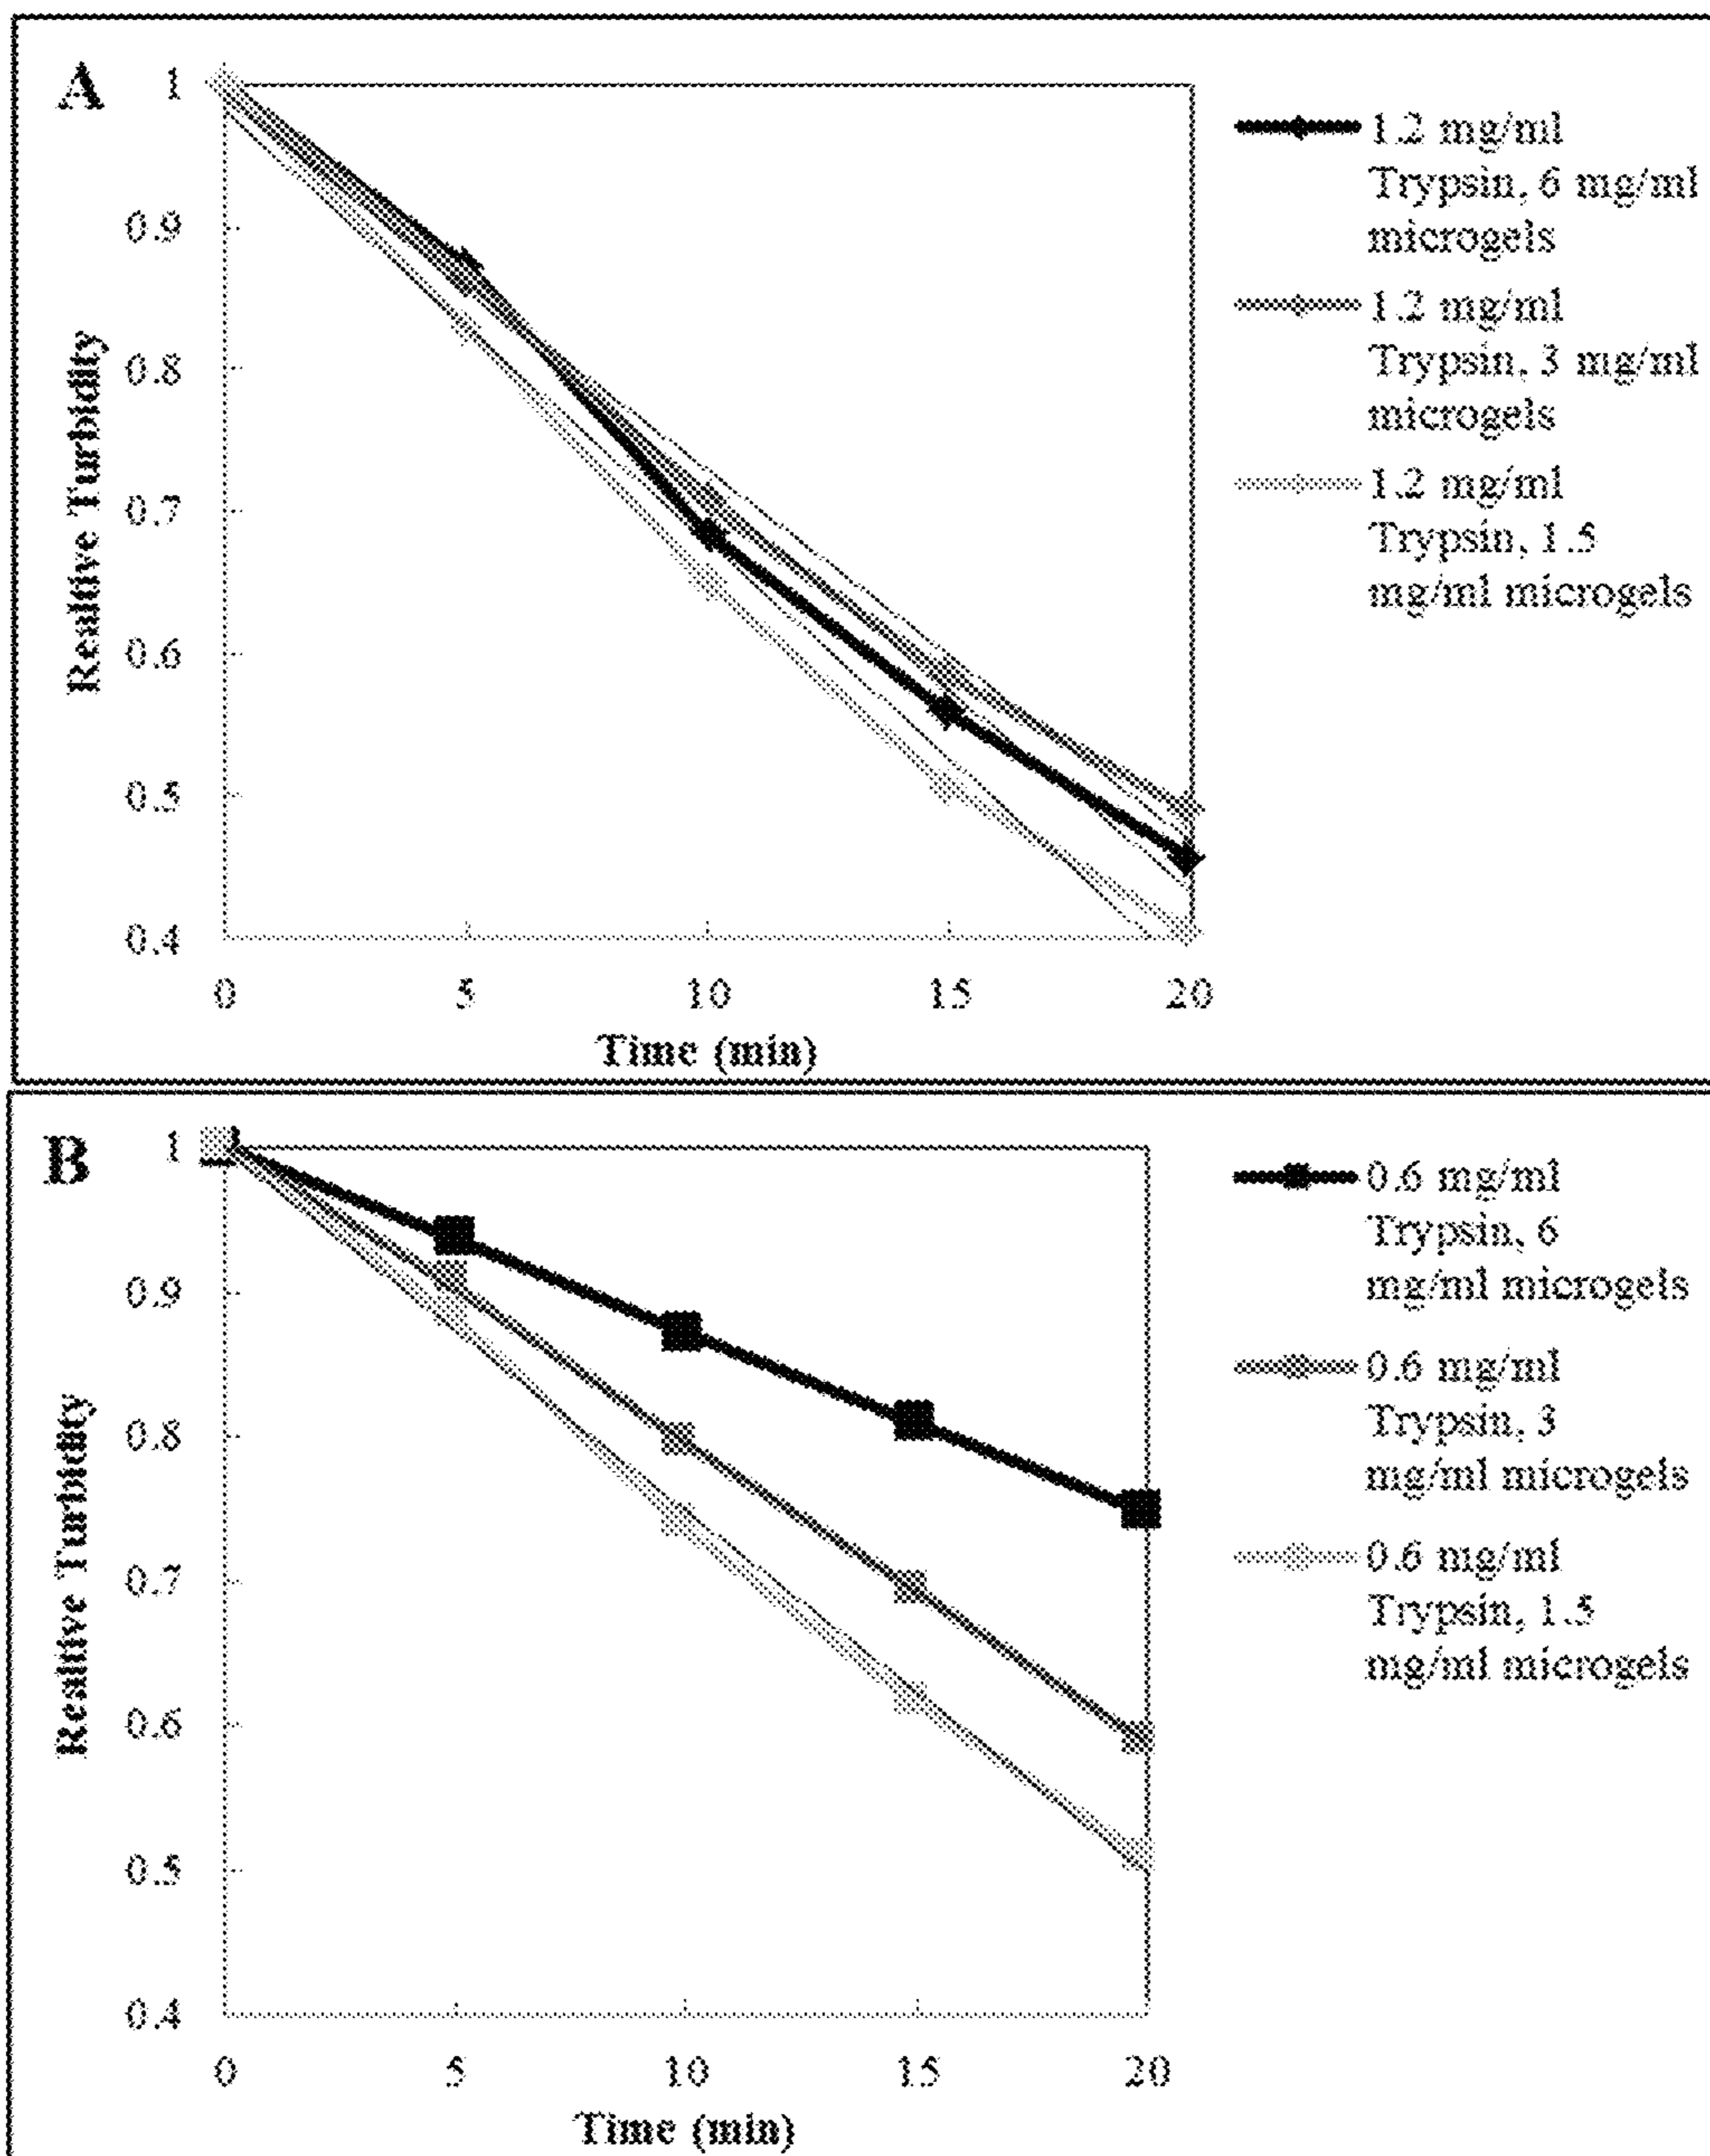 A
1
0.9
0.8
0.7
0.6
0.5
0.4
Realtive Turbidity
0
5
10
15
20
Time (min)
1.2 mg/ml
Trypsin, 6 mg/ml
microgels
1.2 mg/ml
Trypsin, 3 mg/ml
microgels
1.2 mg/ml
Trypsin, 1.5
mg/ml microgels
B
1
0.9
0.8
0.7
0.6
0.5
0.4
Realtive Turbidity
0
5
10
15
20
Time (min)
0.6 mg/ml
Trypsin, 6
mg/ml microgels
0.6 mg/ml
Trypsin, 3
mg/ml microgels
0.6 mg/ml
Trypsin, 1.5
mg/ml microgels